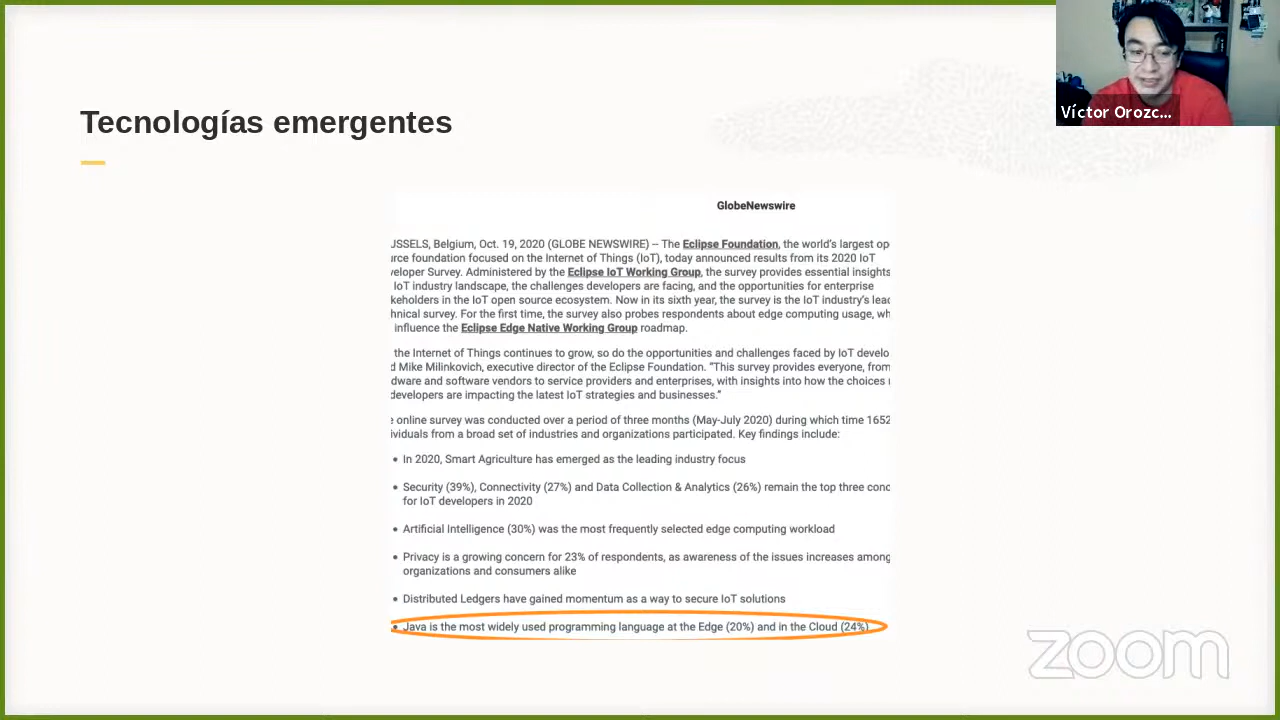 Tecnologías emergentes
Víctor Orozc...
GlobeNewswire
USSELS, Belgium, Oct. 19, 2020 (GLOBE NEWSWIRE) – The Eclipse Foundation, the world's largest op
rce foundation focused on the Internet of Things (IoT), today announced results from its 2020 IoT
veloper Survey. Administered by the Eclipse IoT Working Group, the survey provides essential insights
IoT industry landscape, the challenges developers are facing, and the opportunities for enterprise
keholders in the IoT open source ecosystem. Now in its sixth year, the survey is the IoT industry's lead
hnical survey. For the first time, the survey also probes respondents about edge computing usage, wh
influence the Eclipse Edge Native Working Group roadmap.
the Internet of Things continues to grow, so do the opportunities and challenges faced by IoT develo
d Mike Milinkovich, executive director of the Eclipse Foundation. “This survey provides everyone, from
dware and software vendors to service providers and enterprises, with insights into how the choices
developers are impacting the latest IoT strategies and businesses.”
e online survey was conducted over a period of three months (May-July 2020) during which time 1652
ividuals from a broad set of industries and organizations participated. Key findings include:
• In 2020, Smart Agriculture has emerged as the leading industry focus
• Security (39%), Connectivity (27%) and Data Collection & Analytics (26%) remain the top three conc
for IoT developers in 2020
• Artificial Intelligence (30%) was the most frequently selected edge computing workload
• Privacy is a growing concern for 23% of respondents, as awareness of the issues increases among
organizations and consumers alike
• Distributed Ledgers have gained momentum as a way to secure IoT solutions
• Java is the most widely used programming language at the Edge (20%) and in the Cloud (24%)
zoom